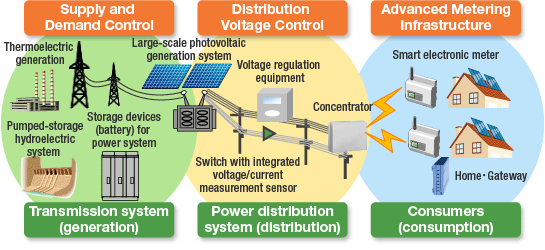 Supply and
Demand Control
Distribution
Voltage Control
Advanced Metering
Infrastructure
Thermoelectric
generation
Large-scale photovoltaic
generation system
Voltage regulation
equipment
Smart electronic meter
Concentrator
Pumped-storage
hydroelectric
system
Storage devices
(battery) for
power system
Switch with integrated
voltage/current
measurement sensor
Home・Gateway
Transmission system
(generation)
Power distribution
system (distribution)
Consumers
(consumption)